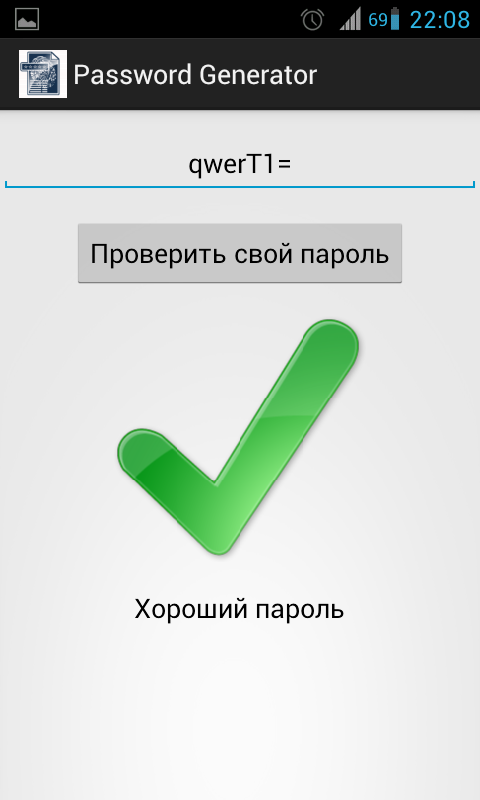 69 22:08
Password Generator
qwerT1=
Проверить свой пароль
Хороший пароль